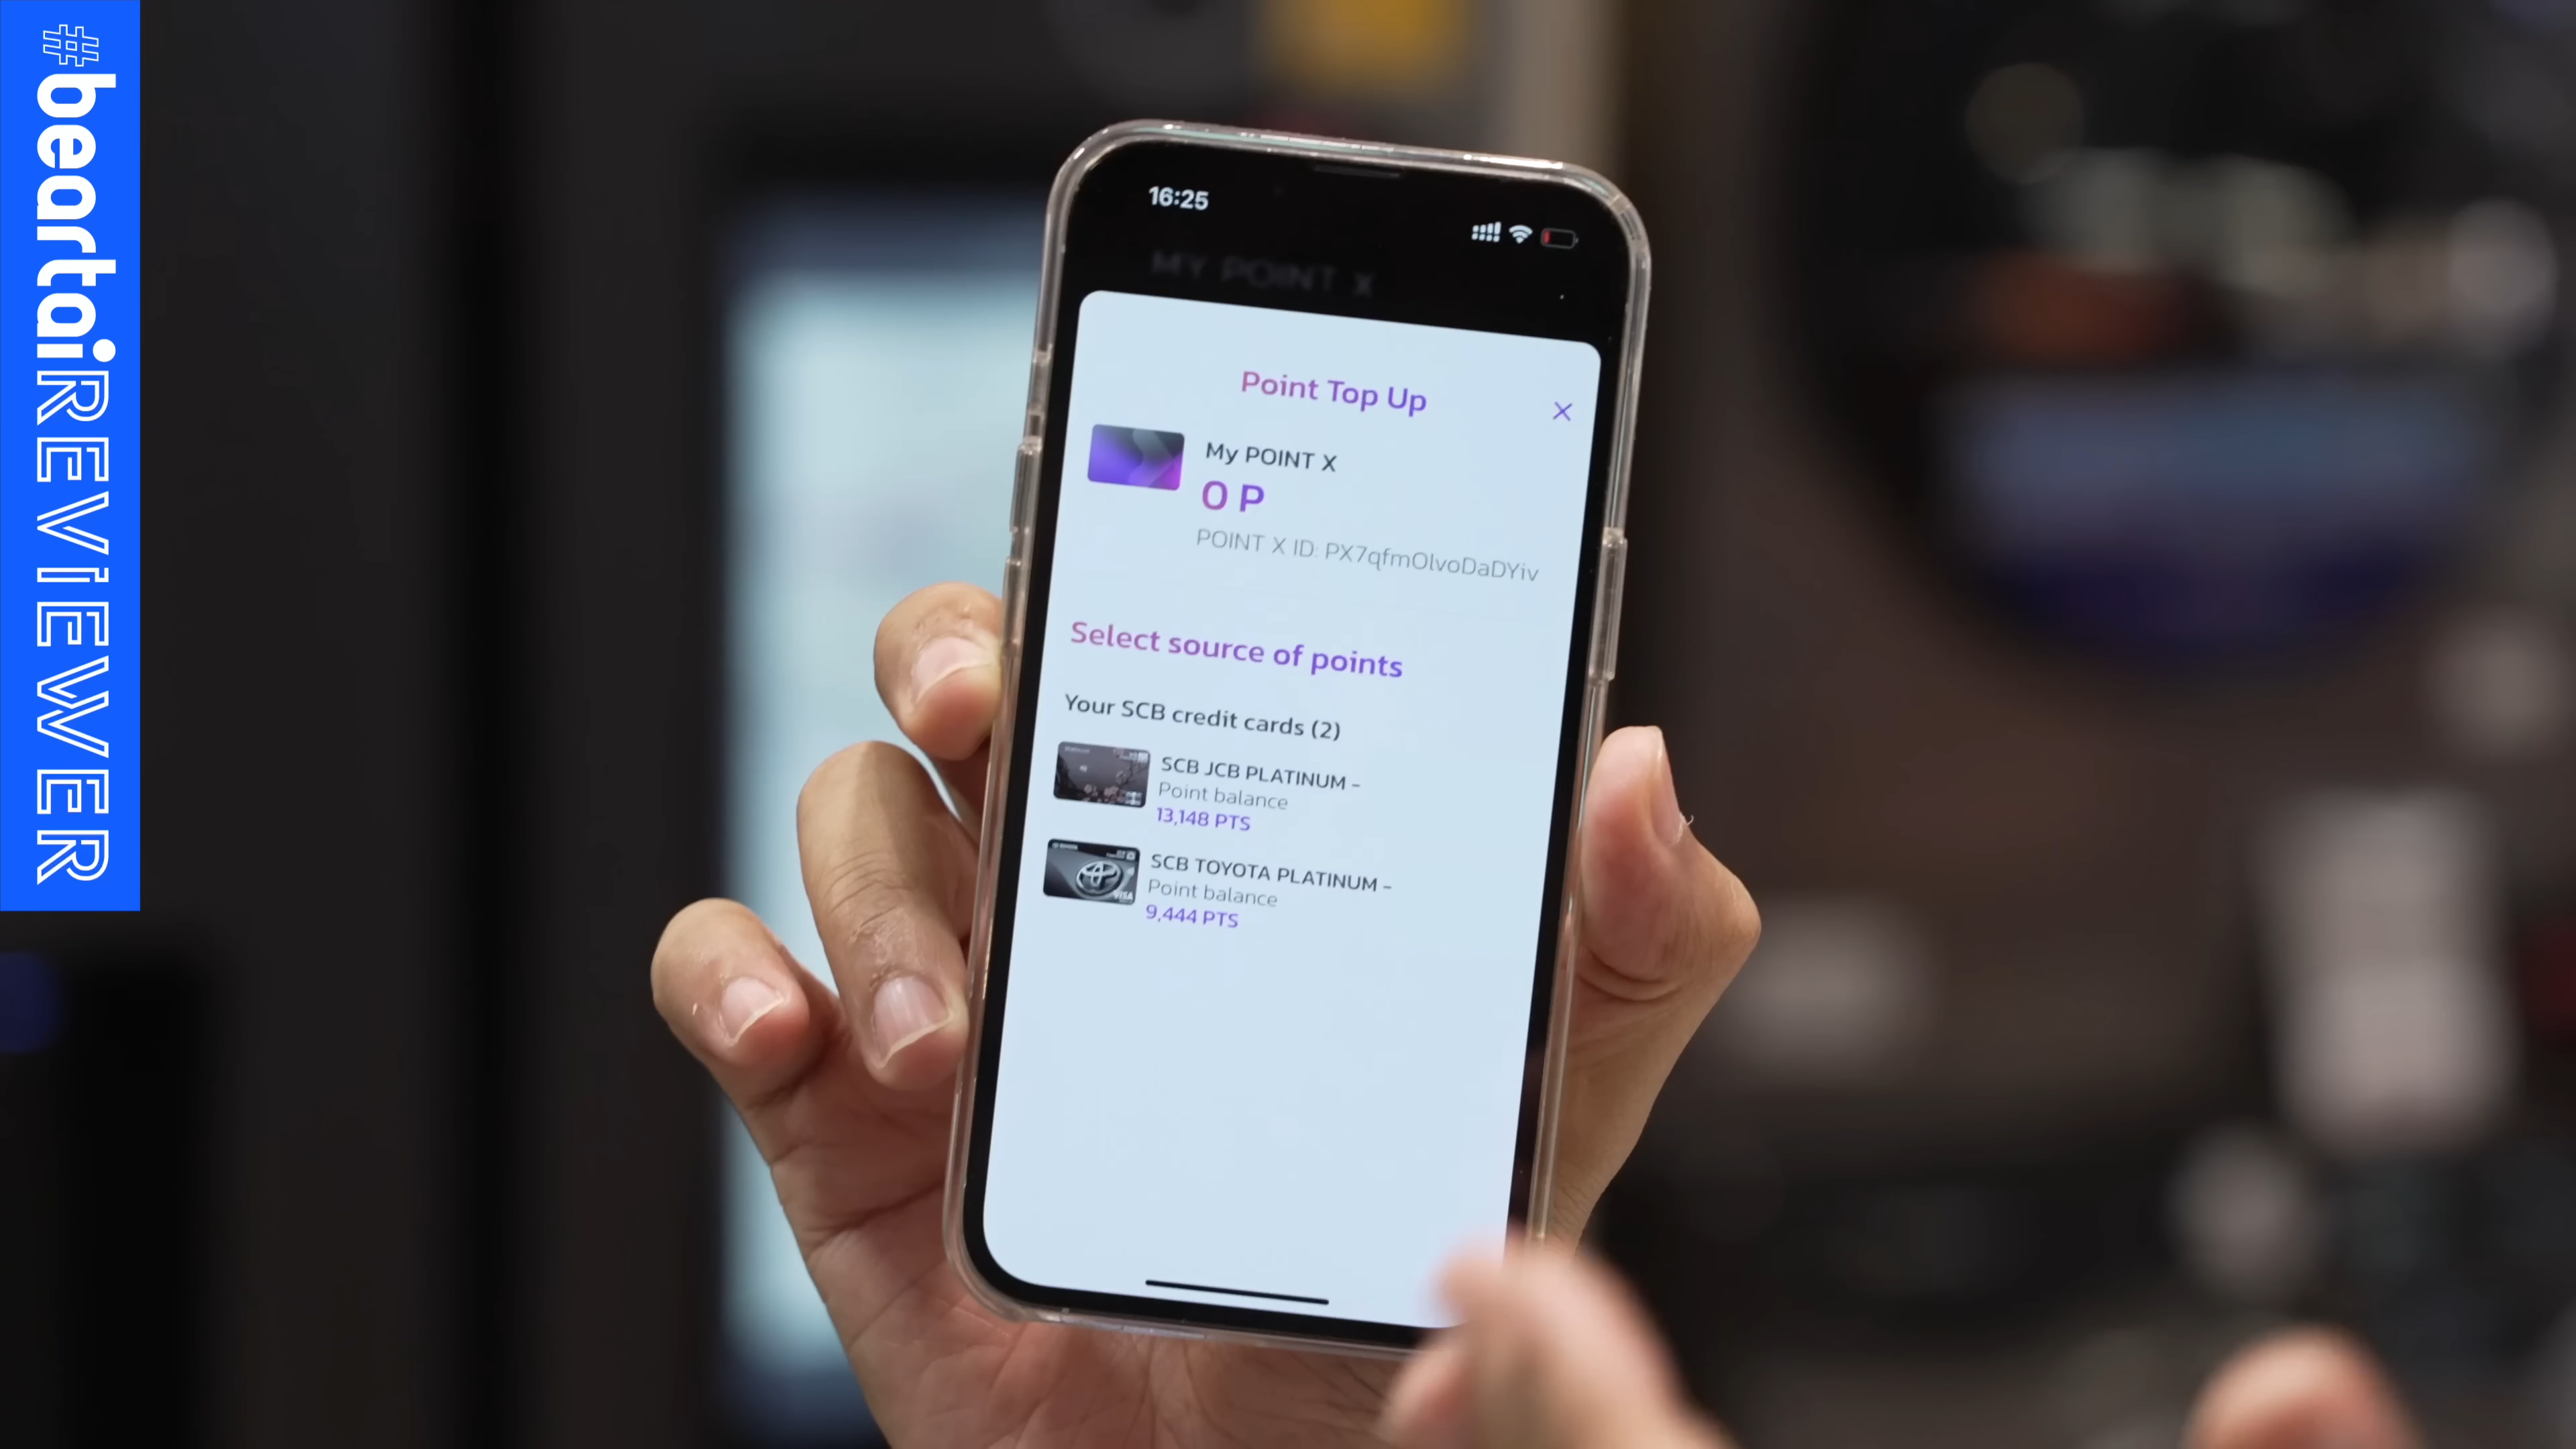 #beartaiREVIEWER
16:25
MY POINT X
Point Top Up
My POINT X
0 P
POINT X ID: PX7qfmOlvoDaDYiv
Select source of points
Your SCB credit cards (2)
SCB JCB PLATINUM -
Point balance
13,148 PTS
SCB TOYOTA PLATINUM -
Point balance
9,444 PTS
VISA